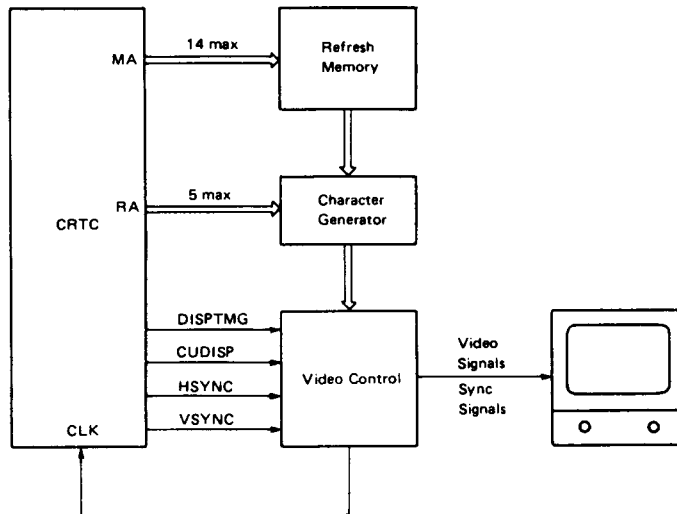 14 max
MA
Refresh
Memory
5 max
RA
Character
Generator
CRTC
DISPTMG
CUDISP
HSYNC
VSYNC
CLK
Video Control
Video
Signals
Sync
Signals